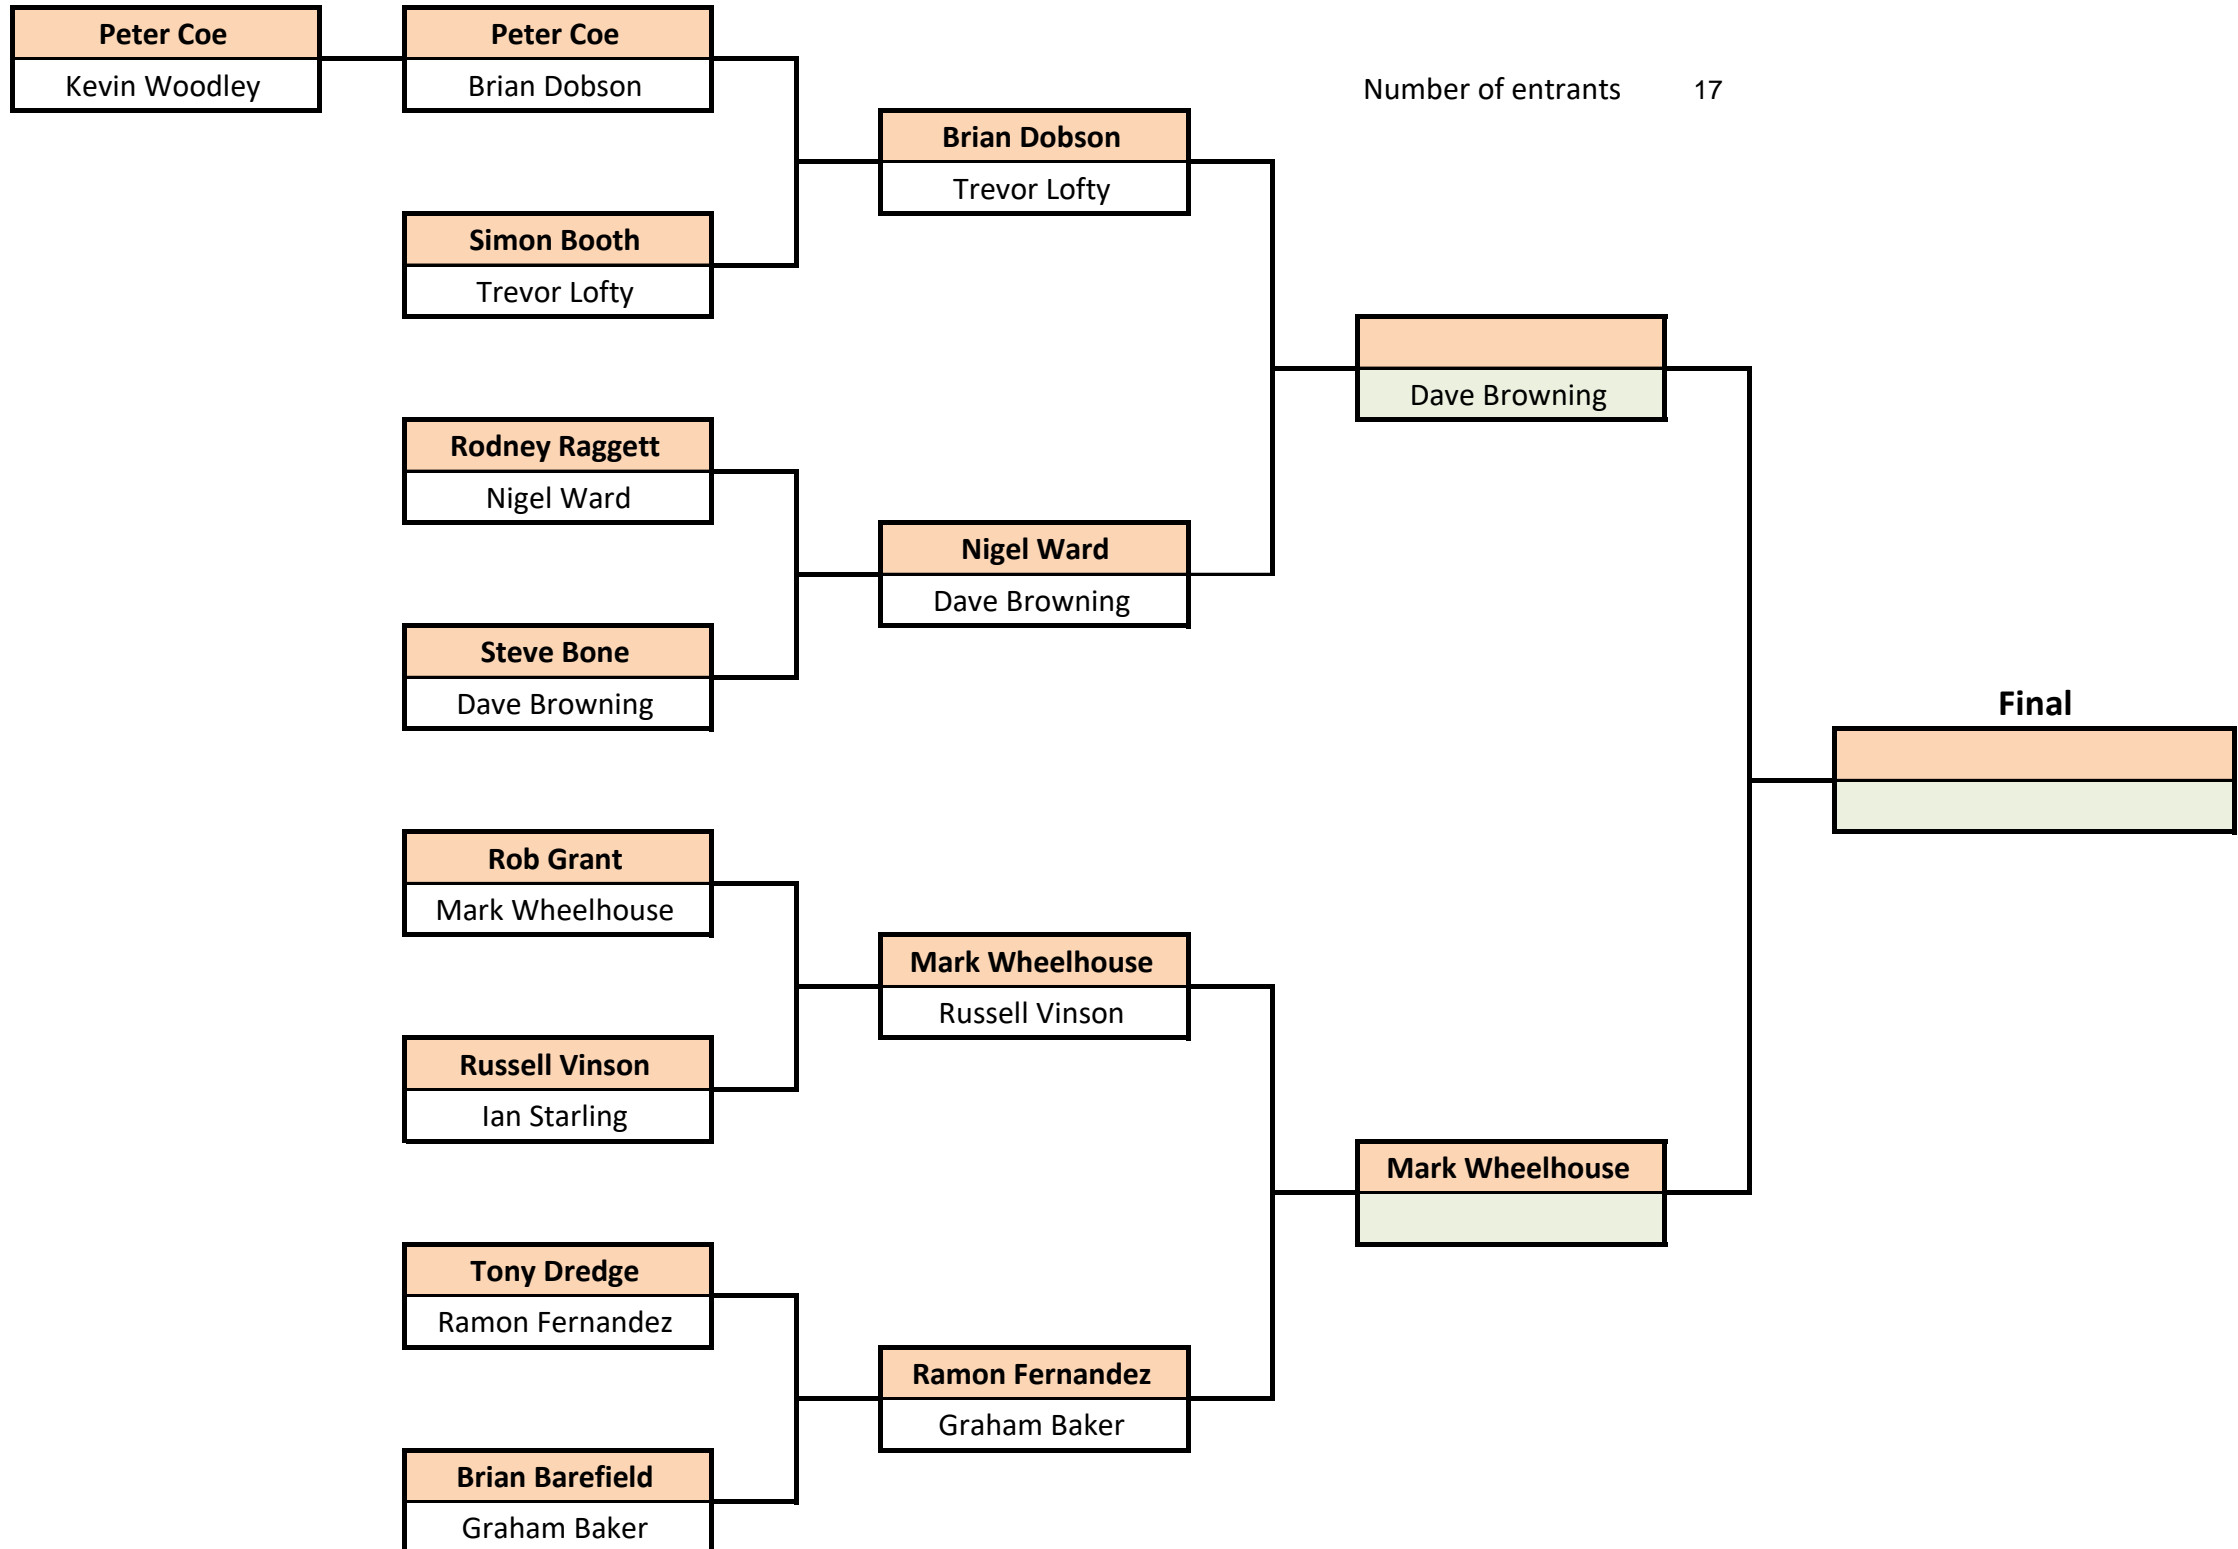 Peter Coe
Kevin Woodley
Peter Coe
Brian Dobson
Simon Booth
Trevor Lofty
Rodney Raggett
Nigel Ward
Steve Bone
Dave Browning
Rob Grant
Mark Wheelhouse
Russell Vinson
Ian Starling
Tony Dredge
Ramon Fernandez
Brian Barefield
Graham Baker
Brian Dobson
Trevor Lofty
Nigel Ward
Dave Browning
Mark Wheelhouse
Russell Vinson
Ramon Fernandez
Graham Baker
Number of entrants 17
Dave Browning
Mark Wheelhouse
Final